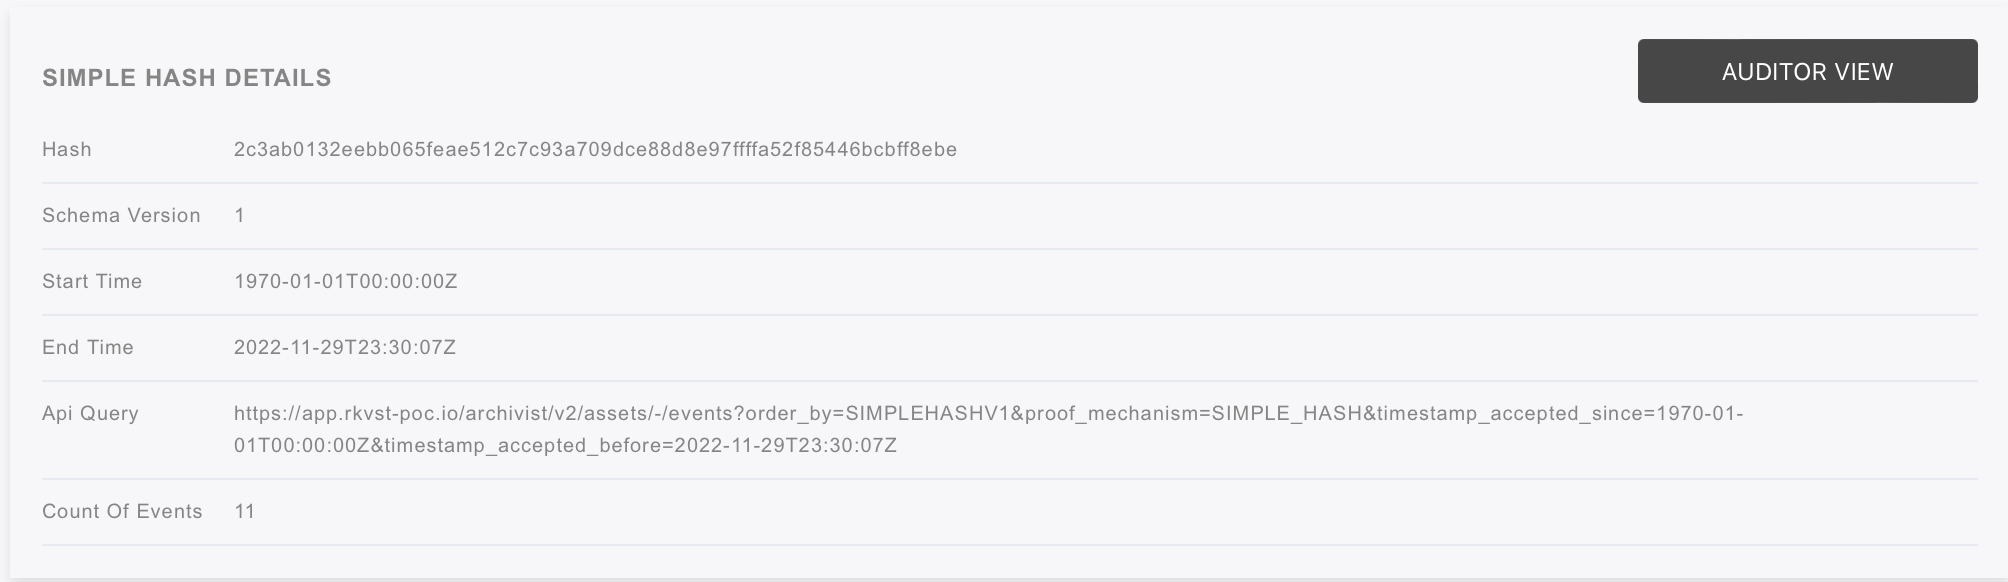 SIMPLE HASH DETAILS
AUDITOR VIEW
Hash 2c3ab0132eebb065feae512c7c93a709dce88d8e97ffffa52f85446bcbff8ebe
Schema Version 1
Start Time 1970-01-01T00:00:00Z
End Time 2022-11-29T23:30:07Z
Api Query https://app.rkvst-poc.io/archivist/v2/assets/-/events?order_by=SIMPLEHASHV1&proof_mechanism=SIMPLE_HASH&timestamp_accepted_since=1970-01-
01T00:00:00Z&timestamp_accepted_before=2022-11-29T23:30:07Z
Count Of Events 11